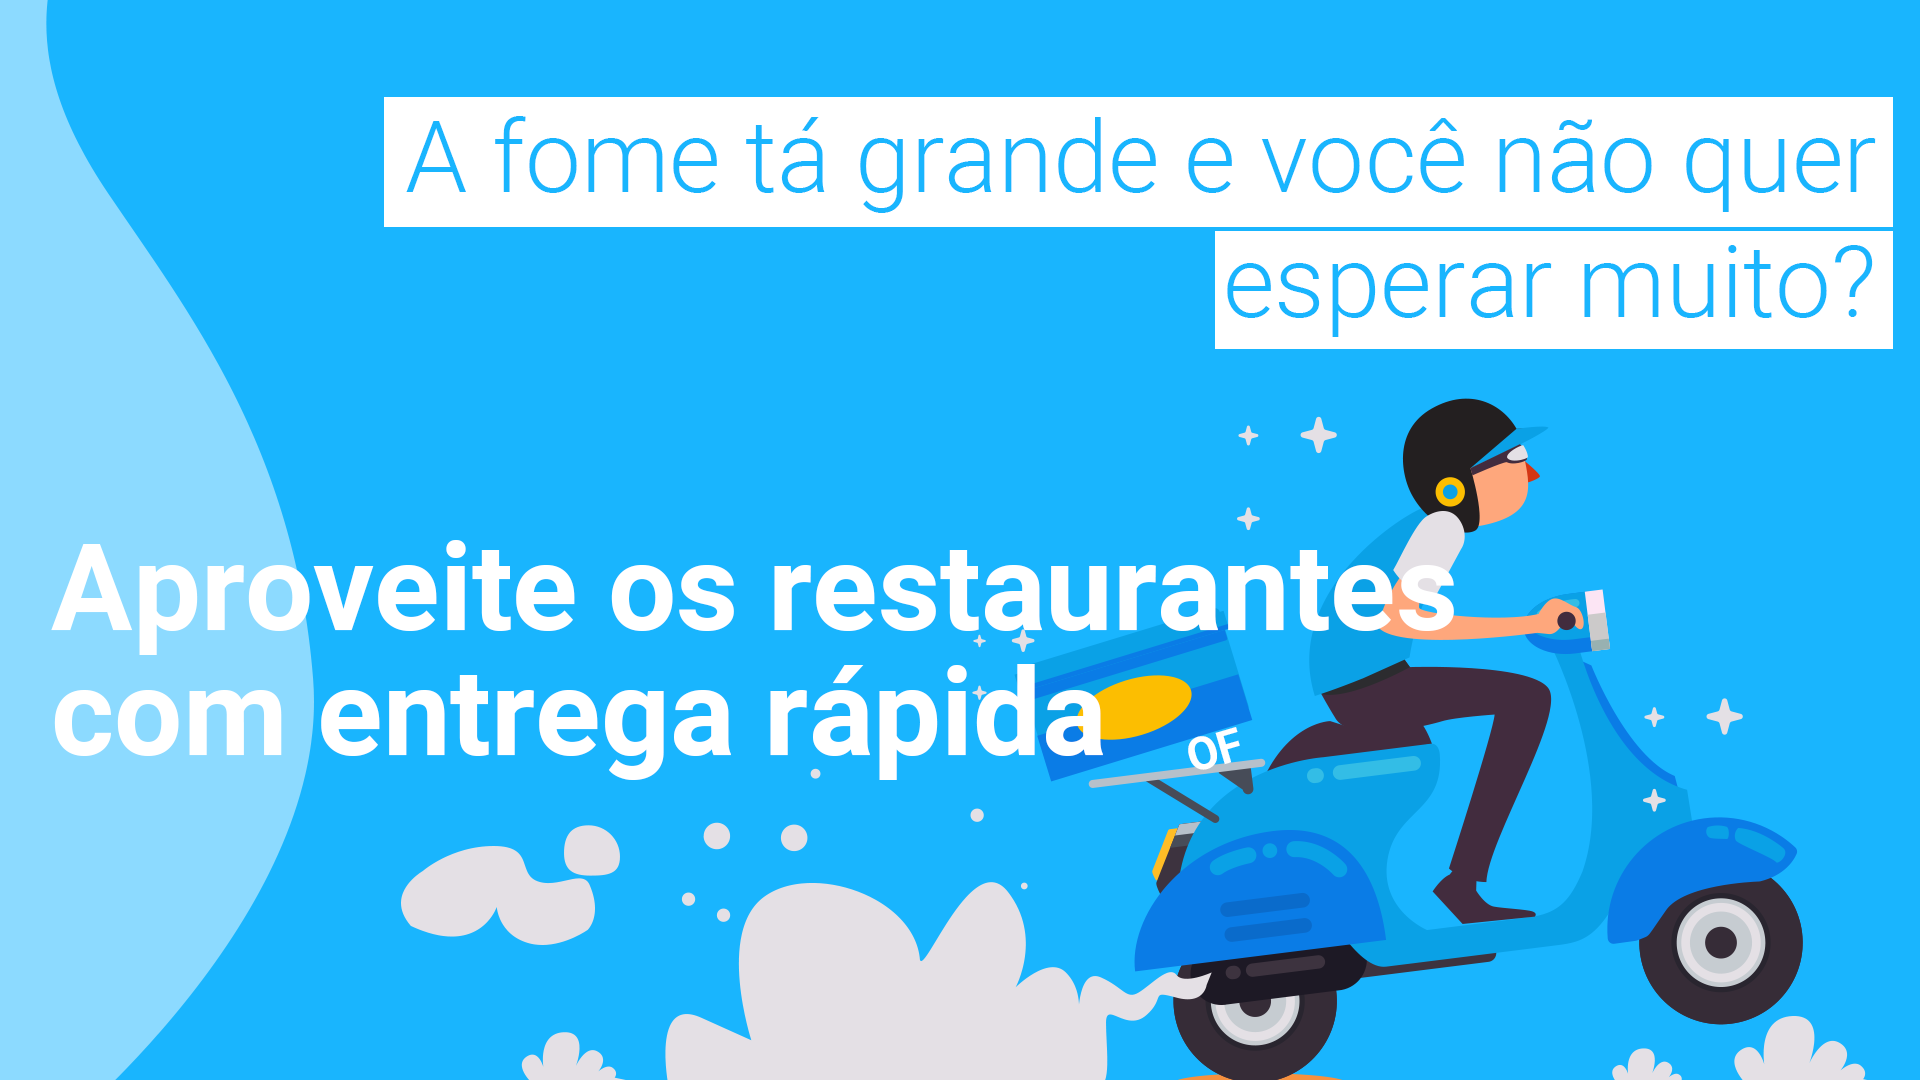 A fome tá grande e você não quer
esperar muito?
Aproveite os restaurantes
com entrega rápida
OF